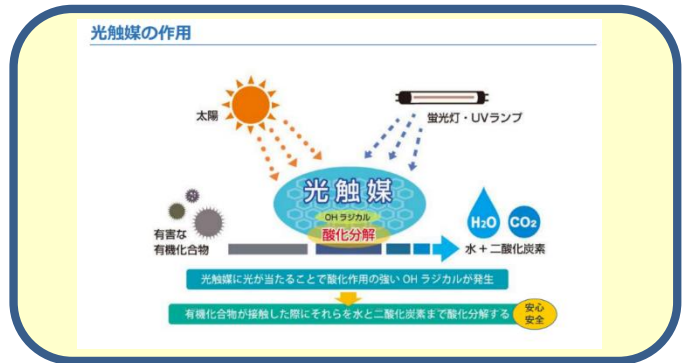 光触媒の作用
太陽
蛍光灯・UVランプ
光触媒
OHラジカル
酸化分解
有害な
有機化合物
H₂O
CO₂
水＋二酸化炭素
光触媒に光が当たることで酸化作用の強いOHラジカルが発生
有機化合物が接触した際にそれらを水と二酸化炭素まで酸化分解する
安心
安全